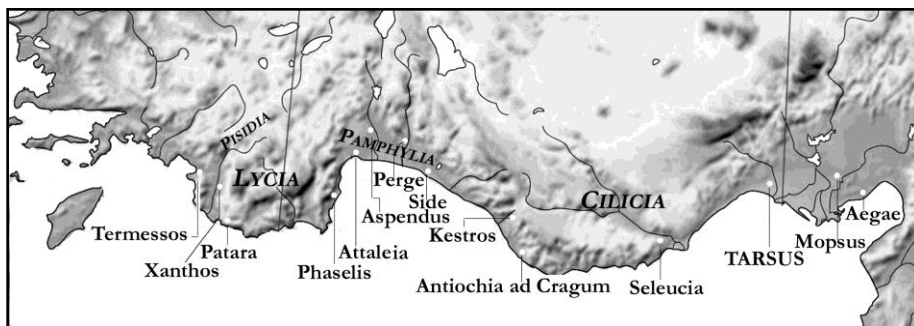 PISIDIA
PAMPHYLIA
LYCIA
CILICIA
Perge
Side
Aspendus
Kestros
Aegae
Termessos
Patara
Attaleia
Xanthos
Phaselis
Antiochia ad Cragum
Seleucia
TARSUS
Mopsus